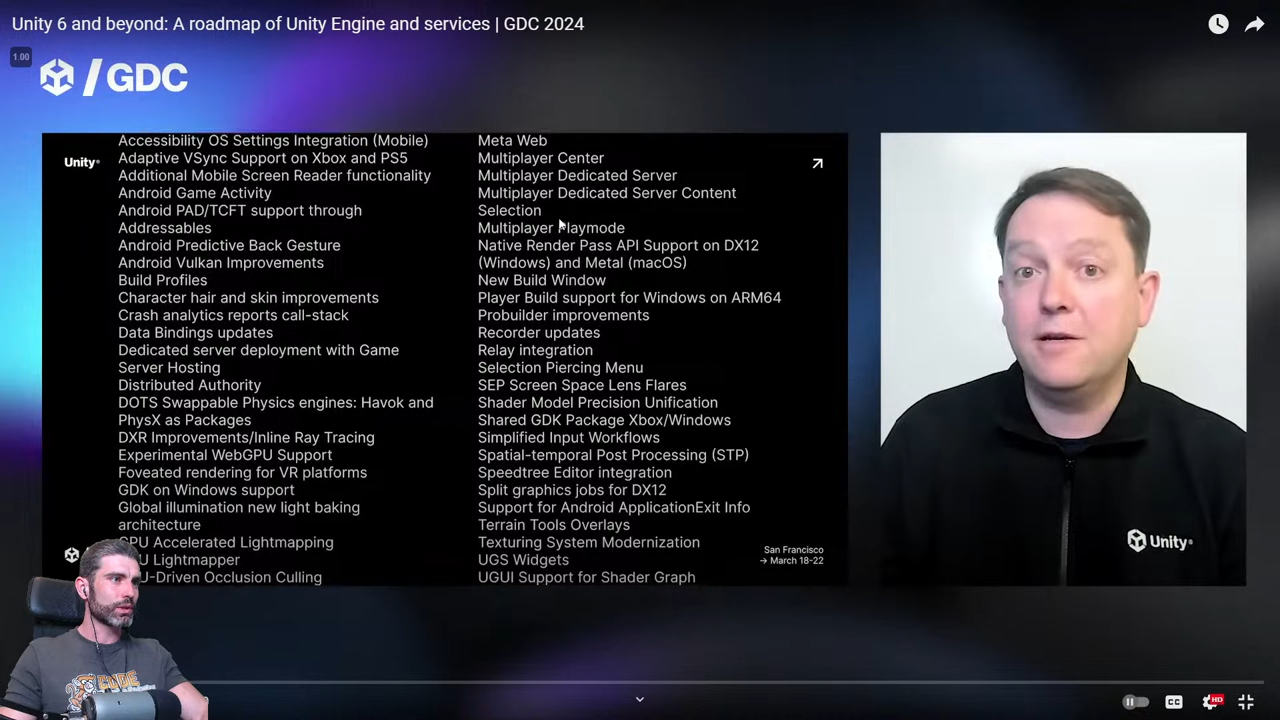 Unity 6 and beyond: A roadmap of Unity Engine and services | GDC 2024
1.00
/ GDC
Unity
Accessibility OS Settings Integration (Mobile)
Adaptive VSync Support on Xbox and PS5
Additional Mobile Screen Reader functionality
Android Game Activity
Android PAD/TCFT support through
Addressables
Android Predictive Back Gesture
Android Vulkan Improvements
Build Profiles
Character hair and skin improvements
Crash analytics reports call-stack
Data Bindings updates
Dedicated server deployment with Game
Server Hosting
Distributed Authority
DOTS Swappable Physics engines: Havok and
PhysX as Packages
DXR Improvements/Inline Ray Tracing
Experimental WebGPU Support
Foveated rendering for VR platforms
GDK on Windows support
Global illumination new light baking
architecture
GPU Accelerated Lightmapping
Lightmapper
-Driven Occlusion Culling
Meta Web
Multiplayer Center
Multiplayer Dedicated Server
Multiplayer Dedicated Server Content
Selection
Multiplayer Playmode
Native Render Pass API Support on DX12
(Windows) and Metal (macOS)
New Build Window
Player Build support for Windows on ARM64
Probuilder improvements
Recorder updates
Relay integration
Selection Piercing Menu
SEP Screen Space Lens Flares
Shader Model Precision Unification
Shared GDK Package Xbox/Windows
Simplified Input Workflows
Spatial-temporal Post Processing (STP)
Speedtree Editor integration
Split graphics jobs for DX12
Support for Android ApplicationExit Info
Terrain Tools Overlays
Texturing System Modernization
UGS Widgets
UGUI Support for Shader Graph
San Francisco
→ March 18-22
Unity
CODE
CC
HD